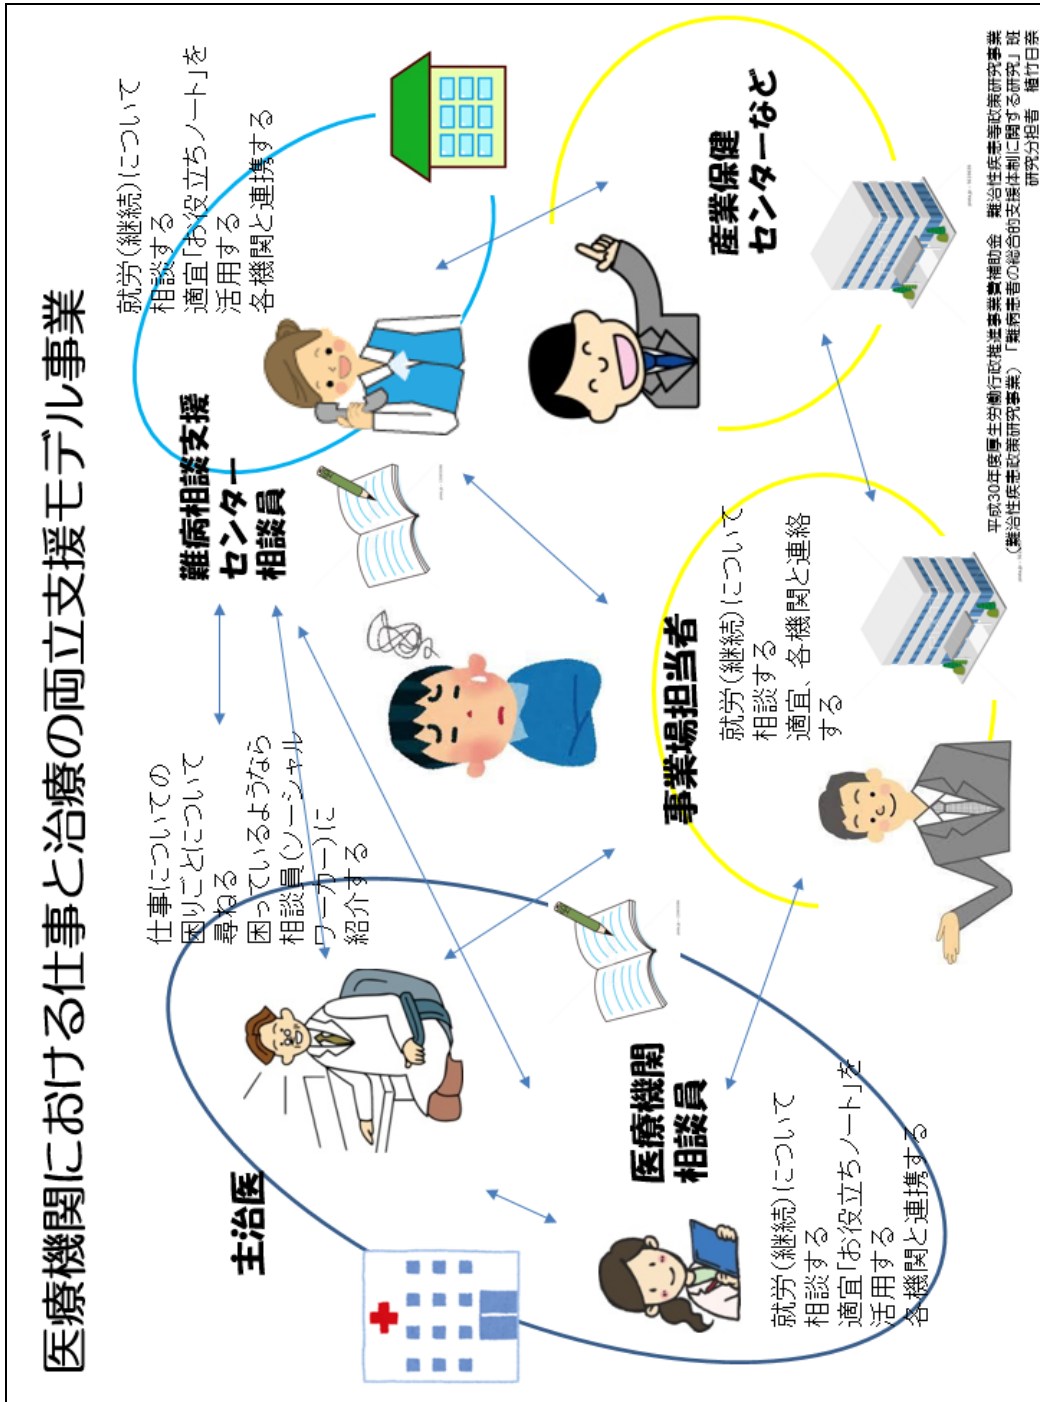 医療機関における仕事と治療の両立支援モデル事業
主治医
仕事についての
困りごとについて
尋ねる
困っているようなら
相談員(ソーシャル
ワーカー)に
紹介する
難病相談支援
センター
相談員
就労(継続)について
相談する
適宜「お役立ちノート」を
活用する
各機関と連携する
医療機関
相談員
就労(継続)について
相談する
適宜「お役立ちノート」を
活用する
各機関と連携する
事業場担当者
就労(継続)について
相談する
適宜、各機関と連絡
する
産業保健
センターなど
平成30年度厚生労働行政推進事業費補助金 難治性疾患等政策研究事業
(難治性疾患政策研究事業)「難病患者の総合的支援体制に関する研究」班
研究分担者 植竹日奈